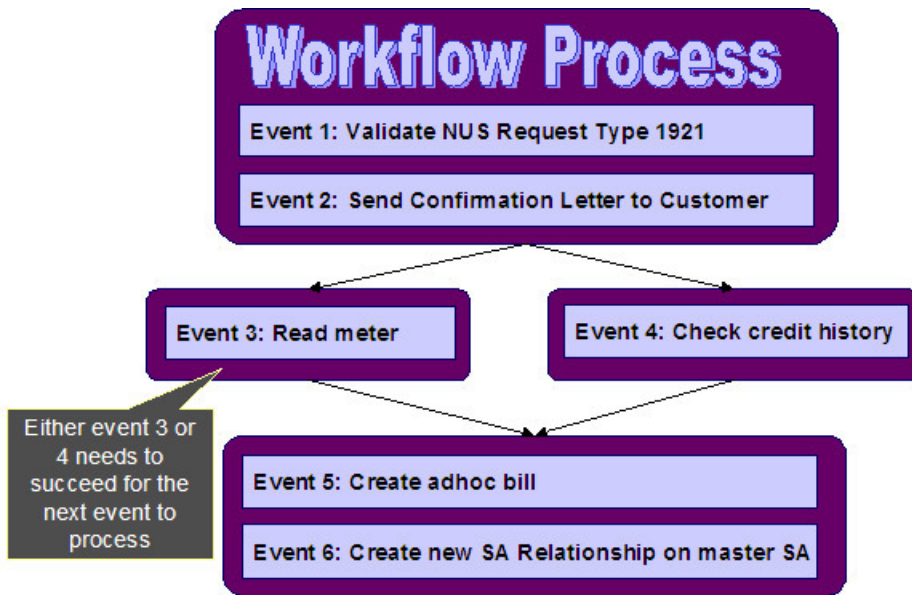 Workflow Process
Event 1: Validate NUS Request Type 1921
Event 2: Send Confirmation Letter to Customer
Event 3: Read meter
Event 4: Check credit history
Either event 3 or
4 needs to
succeed for the
next event to
process
Event 5: Create adhoc bill
Event 6: Create new SA Relationship on master SA